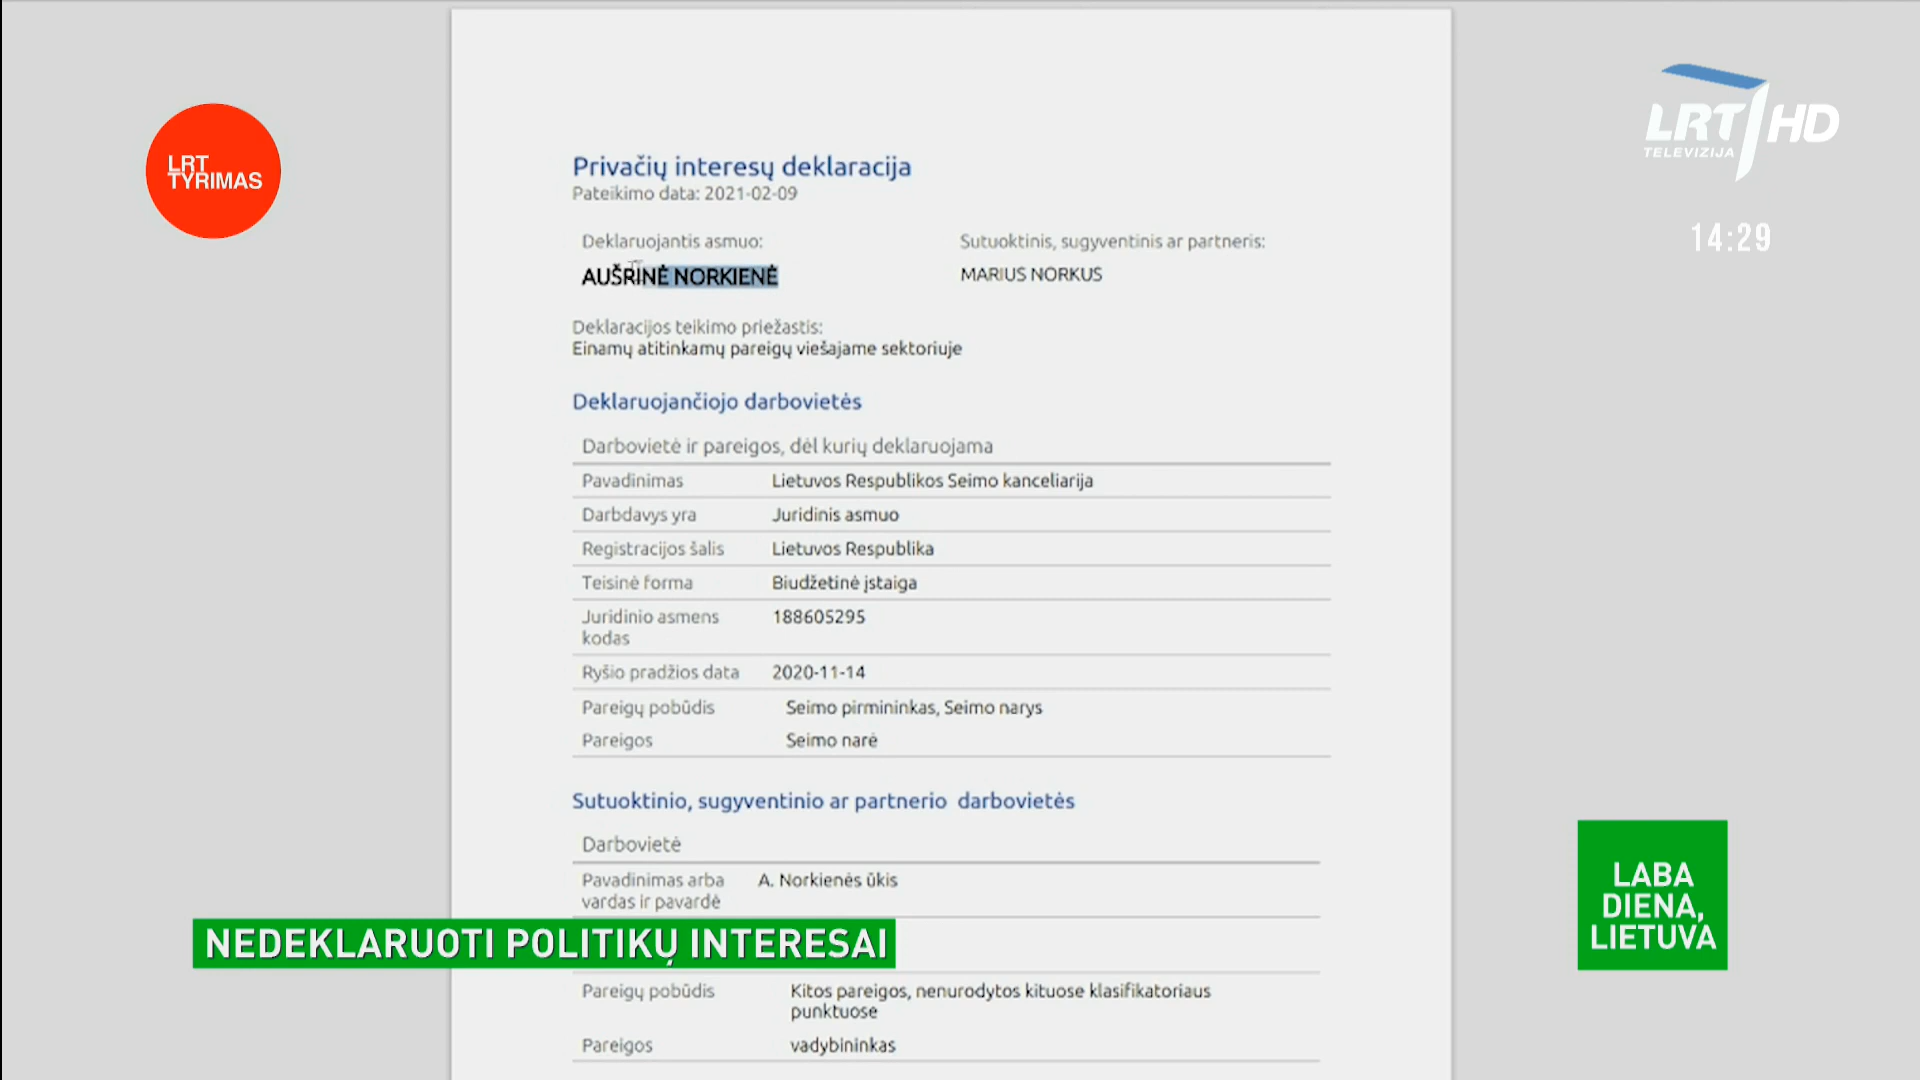 LRT
TYRIMAS
LRT HD
TELEVIZIJA
14:29
Privačių interesų deklaracija
Pateikimo data: 2021-02-09
Deklaruojantis asmuo:
AUŠRINĖ NORKIENĖ
Sutuoktinis, sugyventinis ar partneris:
MARIUS NORKUS
Deklaracijos teikimo priežastis:
Einamų atitinkamų pareigų viešajame sektoriuje
Deklaruojančiojo darbovietės
Darbovietė ir pareigos, dėl kurių deklaruojama
Pavadinimas Lietuvos Respublikos Seimo kanceliarija
Darbdavys yra Juridinis asmuo
Registracijos šalis Lietuvos Respublika
Teisinė forma Biudžetinė įstaiga
Juridinio asmens 188605295
kodas
Ryšio pradžios data 2020-11-14
Pareigų pobūdis Seimo pirmininkas, Seimo narys
Pareigos Seimo narė
Sutuoktinio, sugyventinio ar partnerio darbovietės
Darbovietė
Pavadinimas arba A. Norkienės ūkis
vardas ir pavardė
NEDEKLARUOTI POLITIKŲ INTERESAI
Pareigų pobūdis Kitos pareigos, nenurodytos kituose klasifikatoriaus
punktuose
Pareigos vadybininkas
LABA
DIENA,
LIETUVA